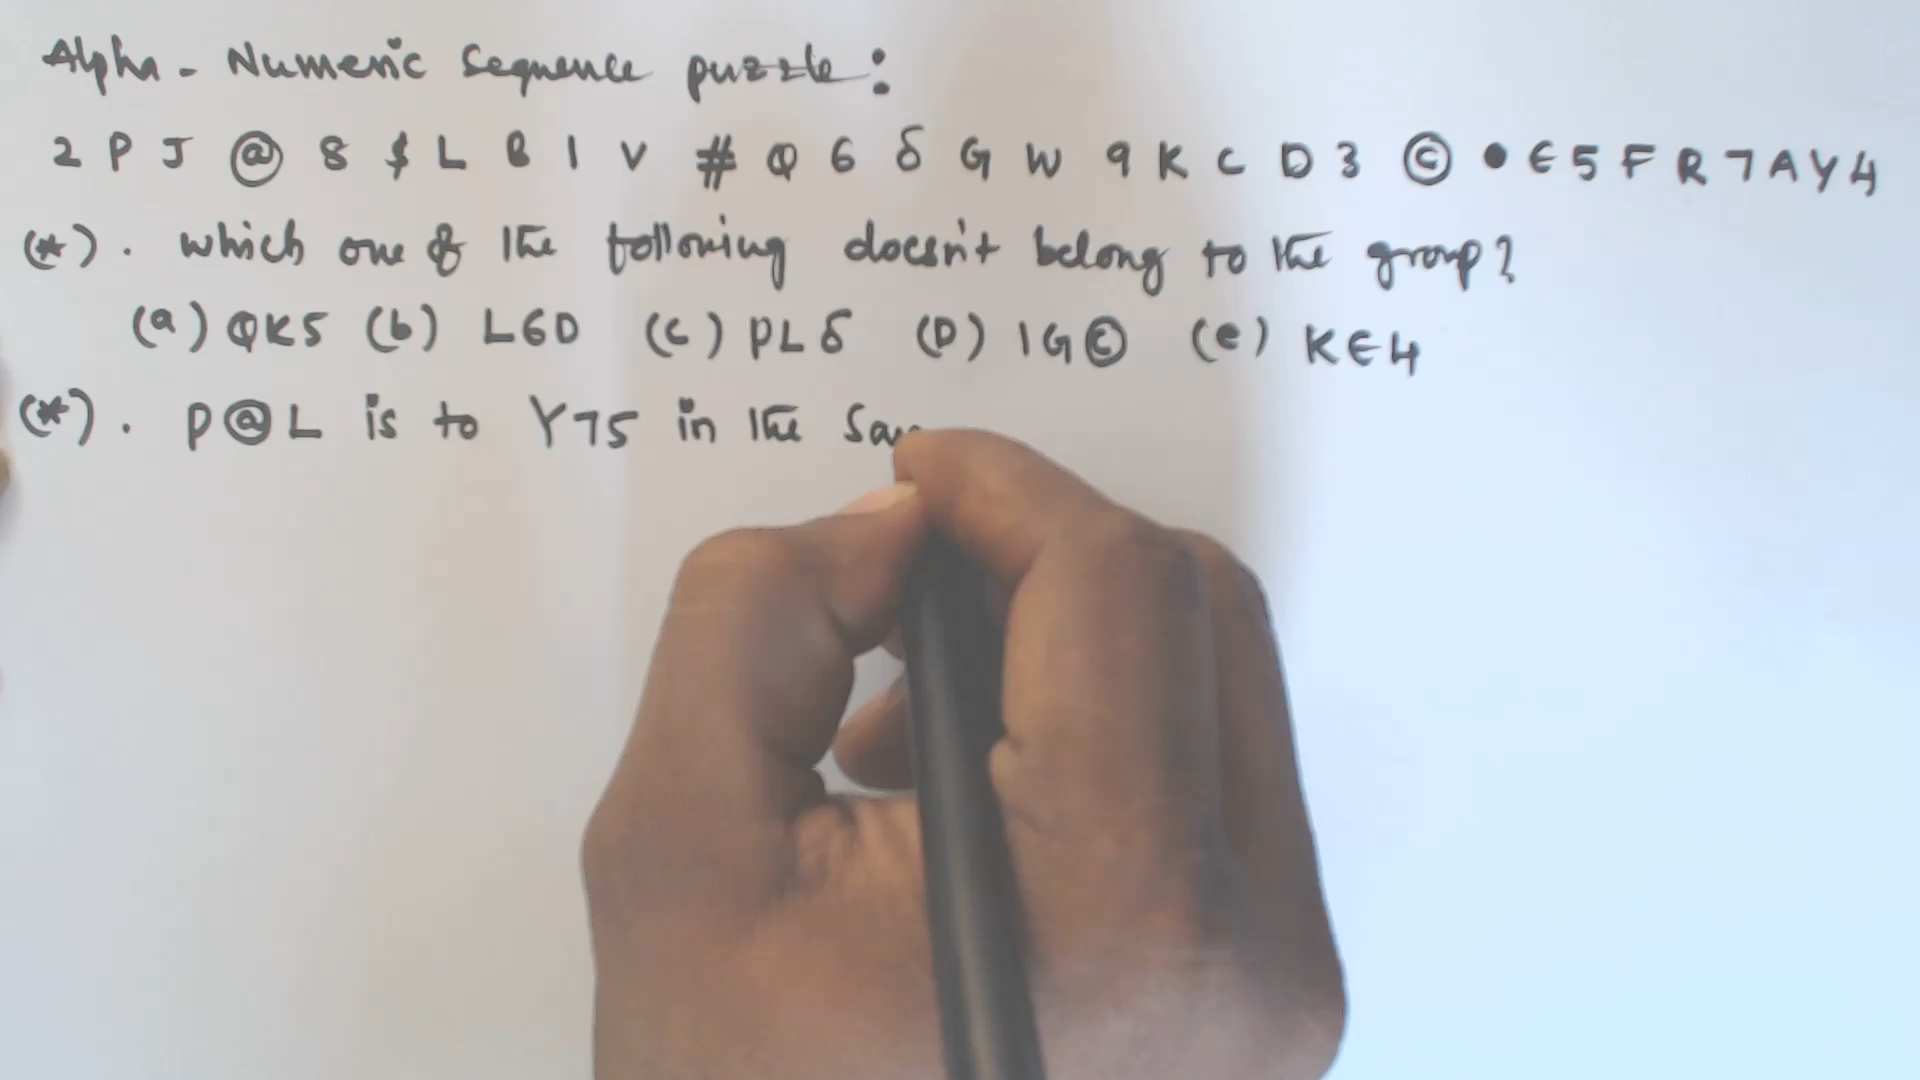 Alpha - Numeric Sequence puzzle:
2 P J @ 8 $ L B 1 V # Q 6 δ G W 9 K C D 3 © • E 5 F R 7 A Y 4
(*). which one of the following doesn't belong to the group?
(a) QK5 (b) L6D (c) PLδ (D) 1G© (e) KE4
(*). P@L is to Y75 in the